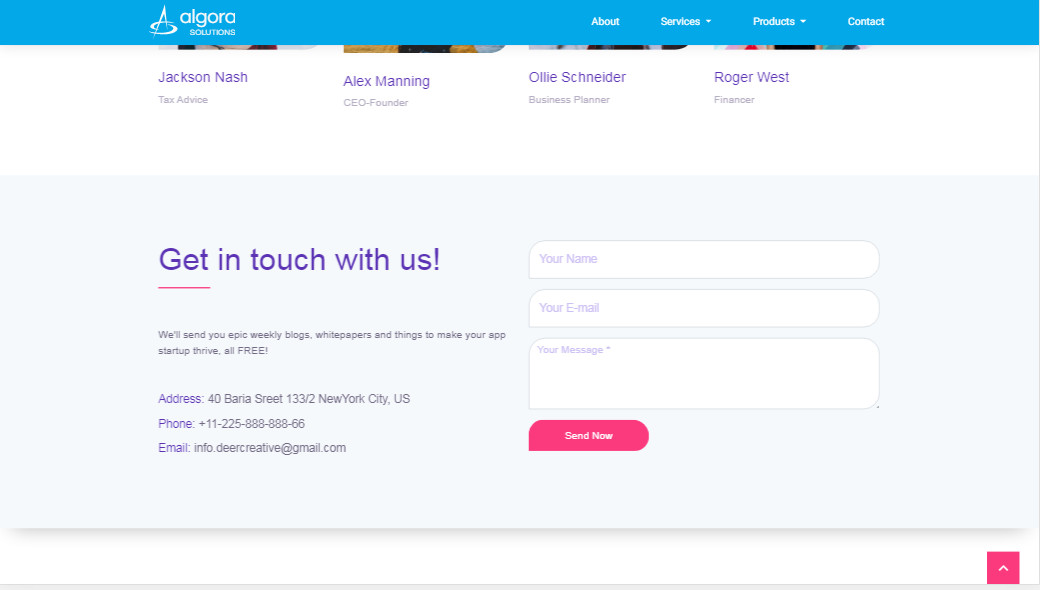 algora
SOLUTIONS
About Services Products Contact
Jackson Nash
Tax Advice
Alex Manning
CEO-Founder
Ollie Schneider
Business Planner
Roger West
Financer
Get in touch with us!
We'll send you epic weekly blogs, whitepapers and things to make your app
startup thrive, all FREE!
Address: 40 Baria Sreet 133/2 NewYork City, US
Phone: +11-225-888-888-66
Email: info.deercreative@gmail.com
Your Name
Your E-mail
Your Message *
Send Now